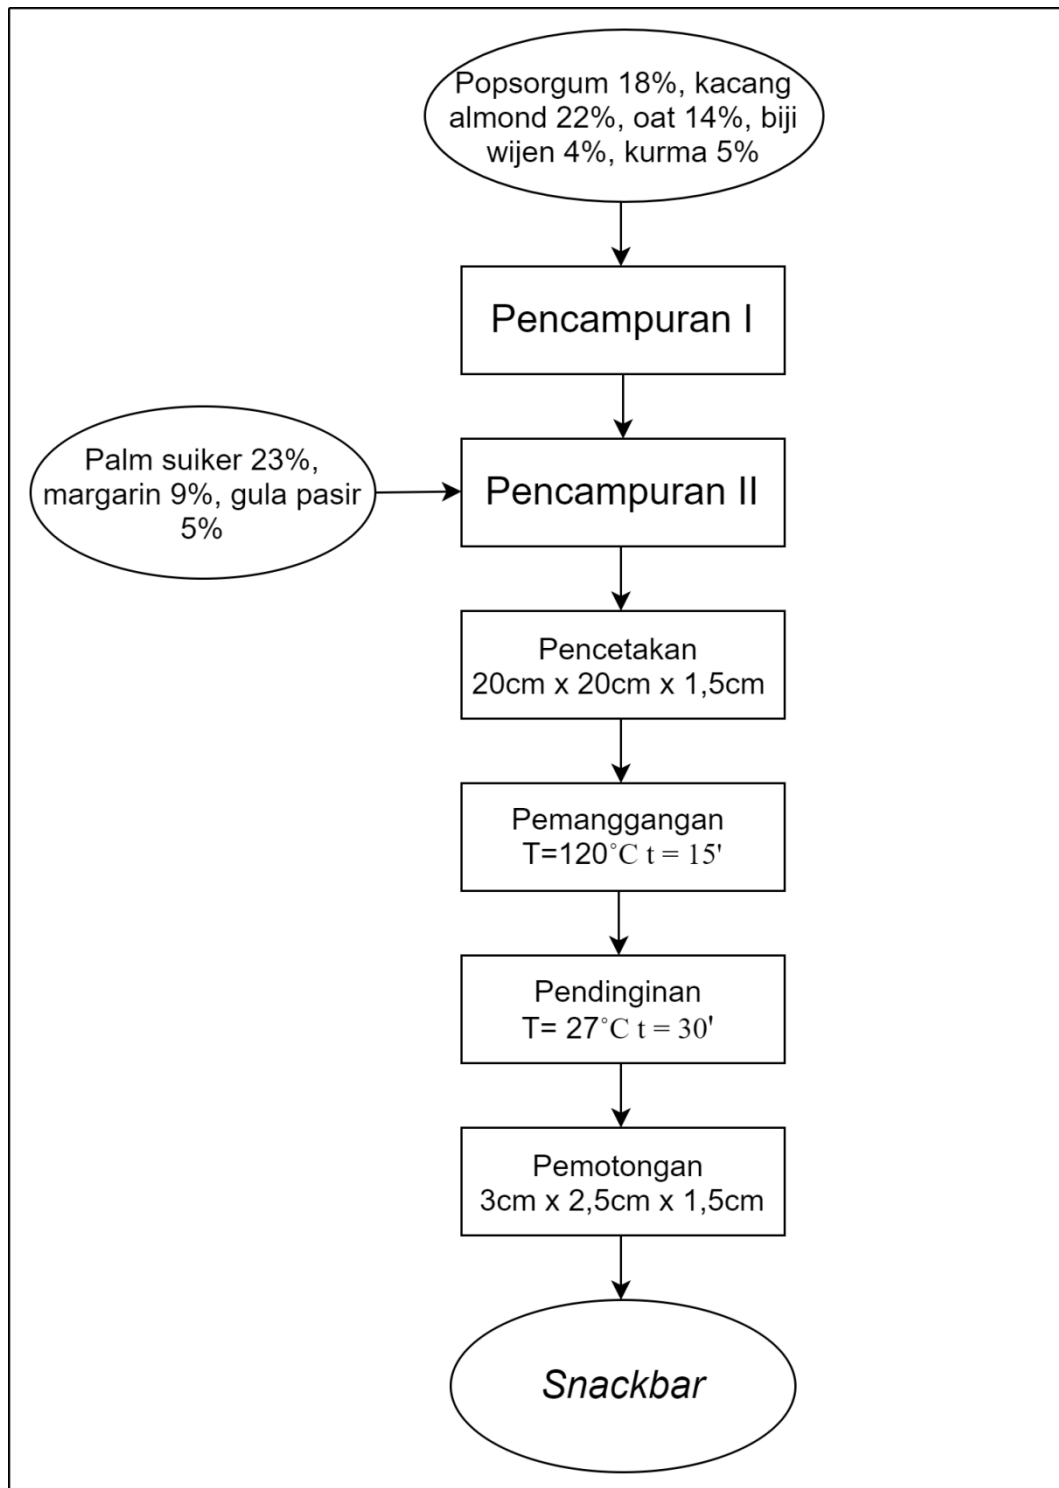 Popsorgum 18%, kacang
almond 22%, oat 14%, biji
wijen 4%, kurma 5%
Pencampuran I
Palm suiker 23%,
margarin 9%, gula pasir
5%
Pencampuran II
Pencetakan
20cm x 20cm x 1,5cm
Pemanggangan
T=120˚C t = 15'
Pendinginan
T= 27˚C t = 30'
Pemotongan
3cm x 2,5cm x 1,5cm
Snackbar